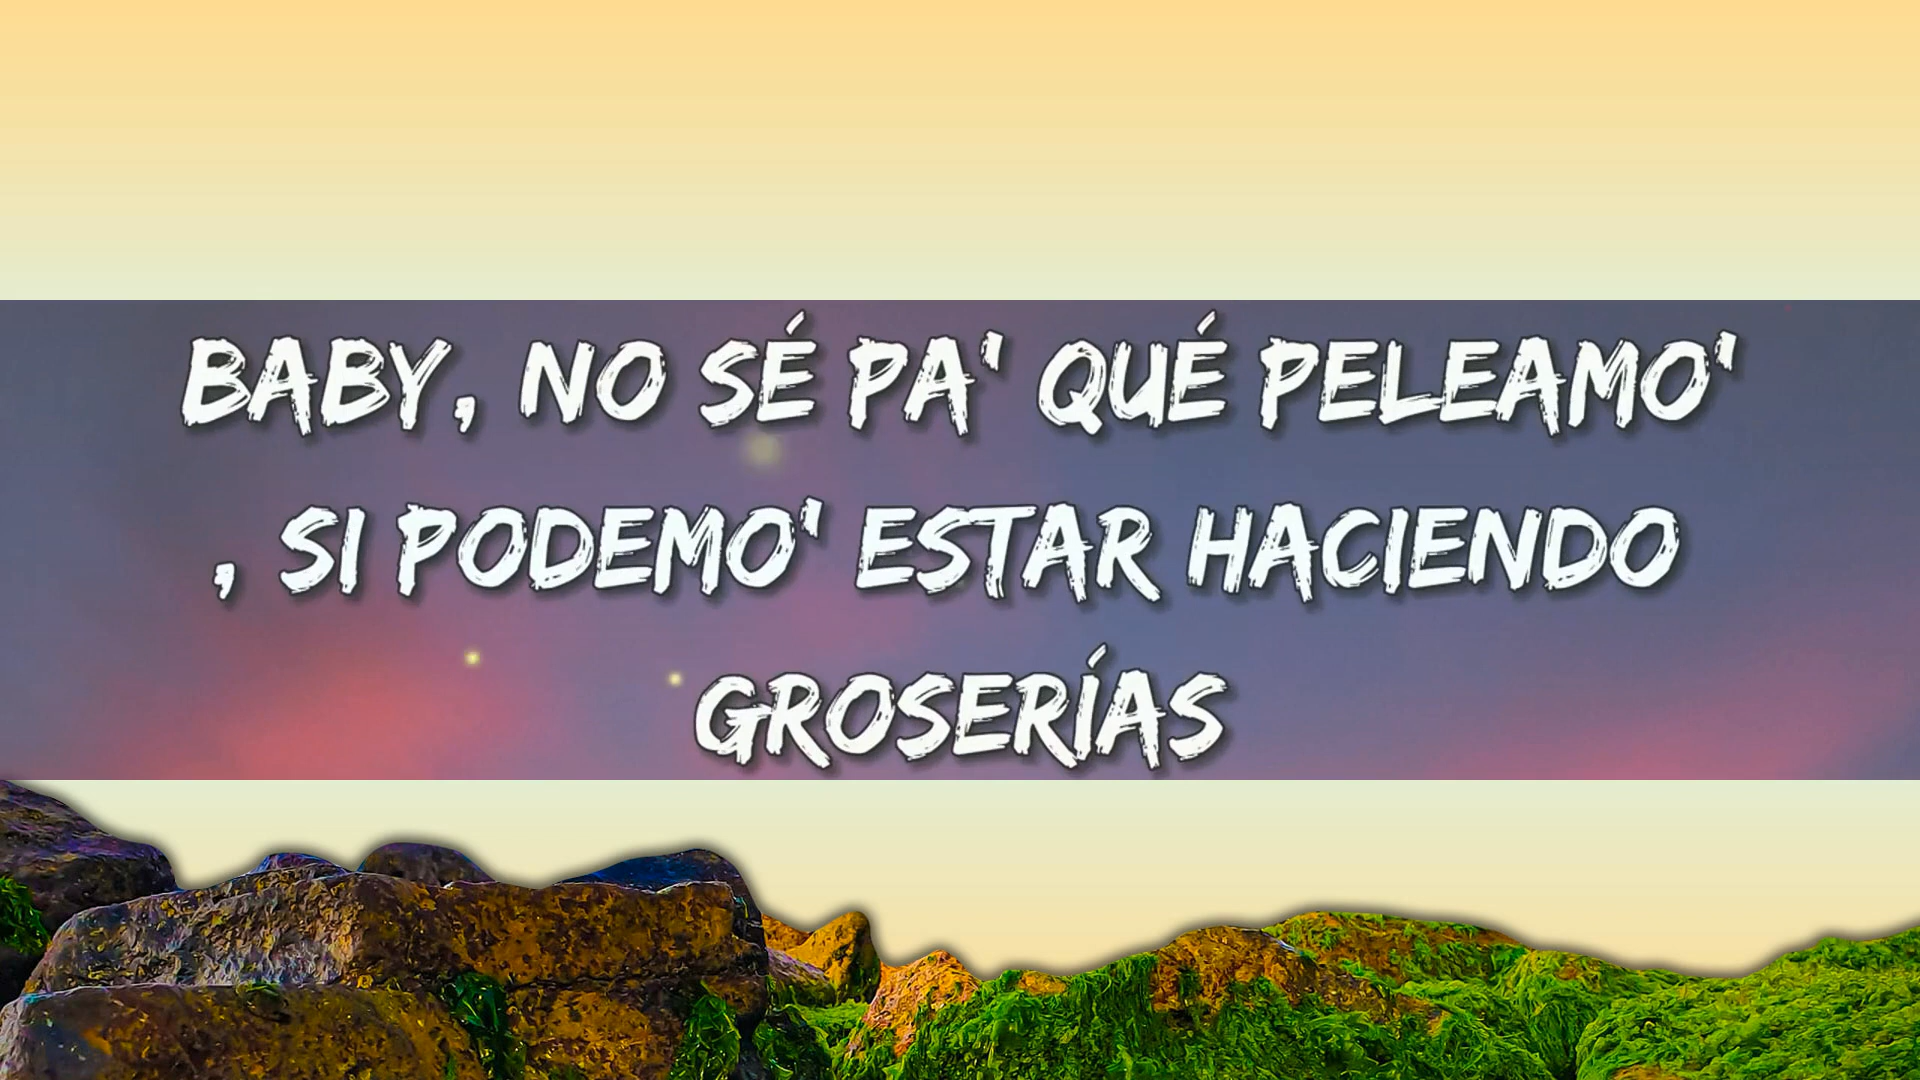 BABY, NO SÉ PA' QUÉ PELEAMO'
, SI PODEMO' ESTAR HACIENDO
GROSERÍAS